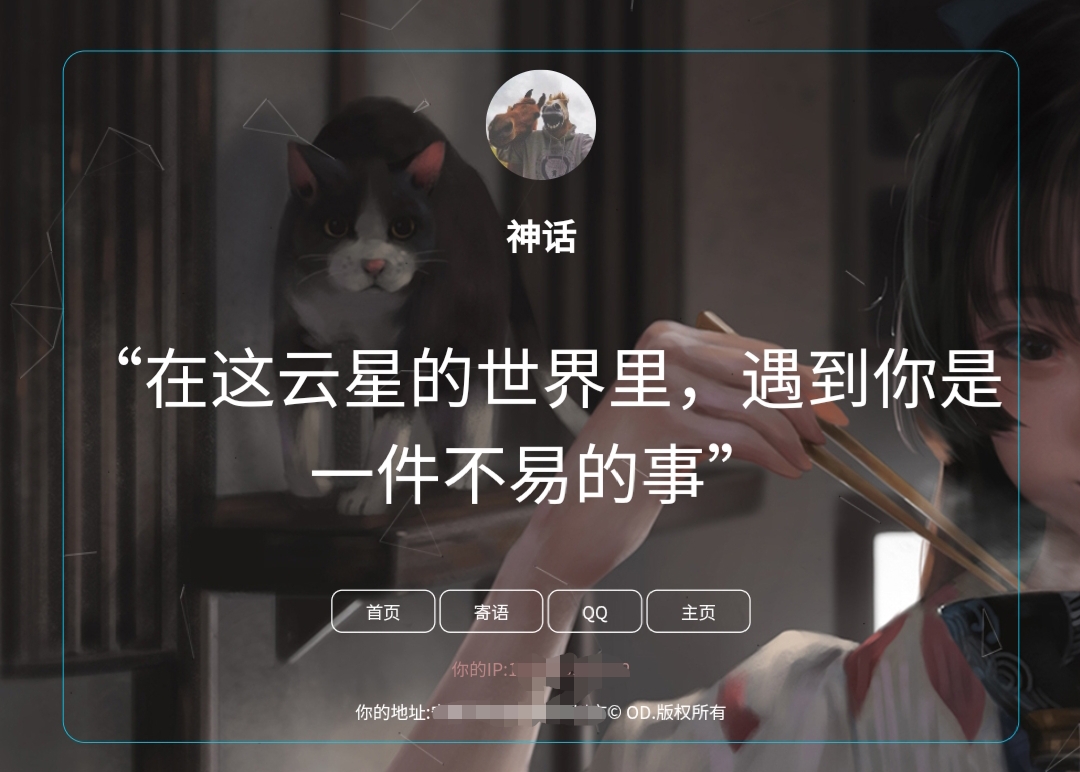 神话
“在这云星的世界里，遇到你是
一件不易的事”
首页 寄语 QQ 主页
你的IP:1
你的地址: © OD.版权所有